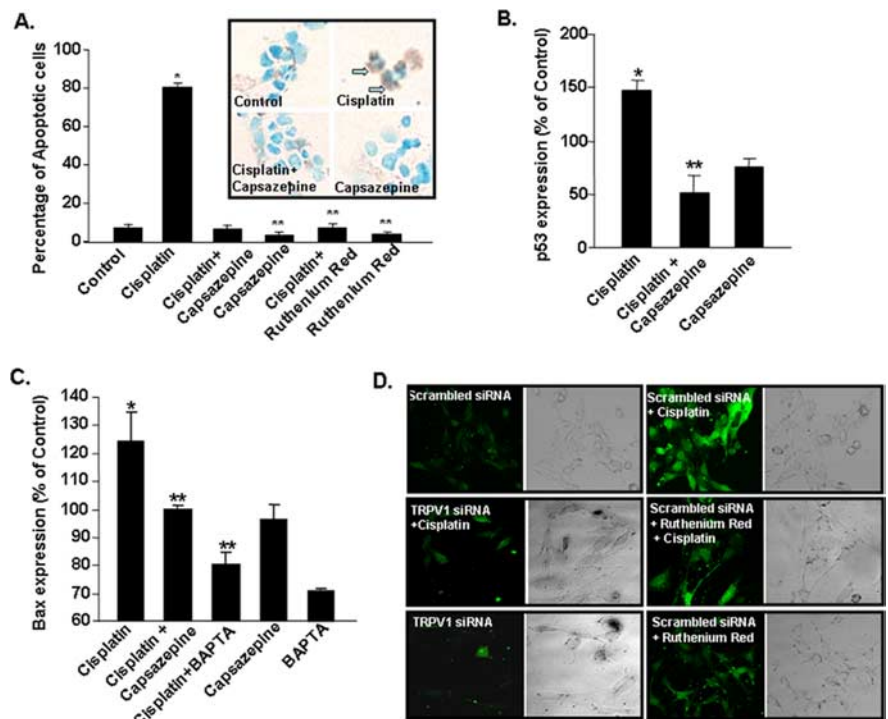 A.
Percentage of Apoptotic cells
100
80
60
40
20
0
*
**
**
**
Control
Cisplatin
Cisplatin+
Capsazepine
Capsazepine
Cisplatin+
Ruthenium Red
Ruthenium Red
Control
Cisplatin
Cisplatin+
Capsazepine
Capsazepine
B.
p53 expression (% of Control)
200
150
100
50
0
*
**
Cisplatin
Cisplatin +
Capsazepine
Capsazepine
C.
Bax expression (% of Control)
140
130
120
110
100
90
80
70
60
*
**
**
Cisplatin
Cisplatin +
Capsazepine
Cisplatin+BAPTA
Capsazepine
BAPTA
D.
Scrambled siRNA
Scrambled siRNA
+ Cisplatin
TRPV1 siRNA
+Cisplatin
Scrambled siRNA
+ Ruthenium Red
+ Cisplatin
TRPV1 siRNA
Scrambled siRNA
+ Ruthenium Red